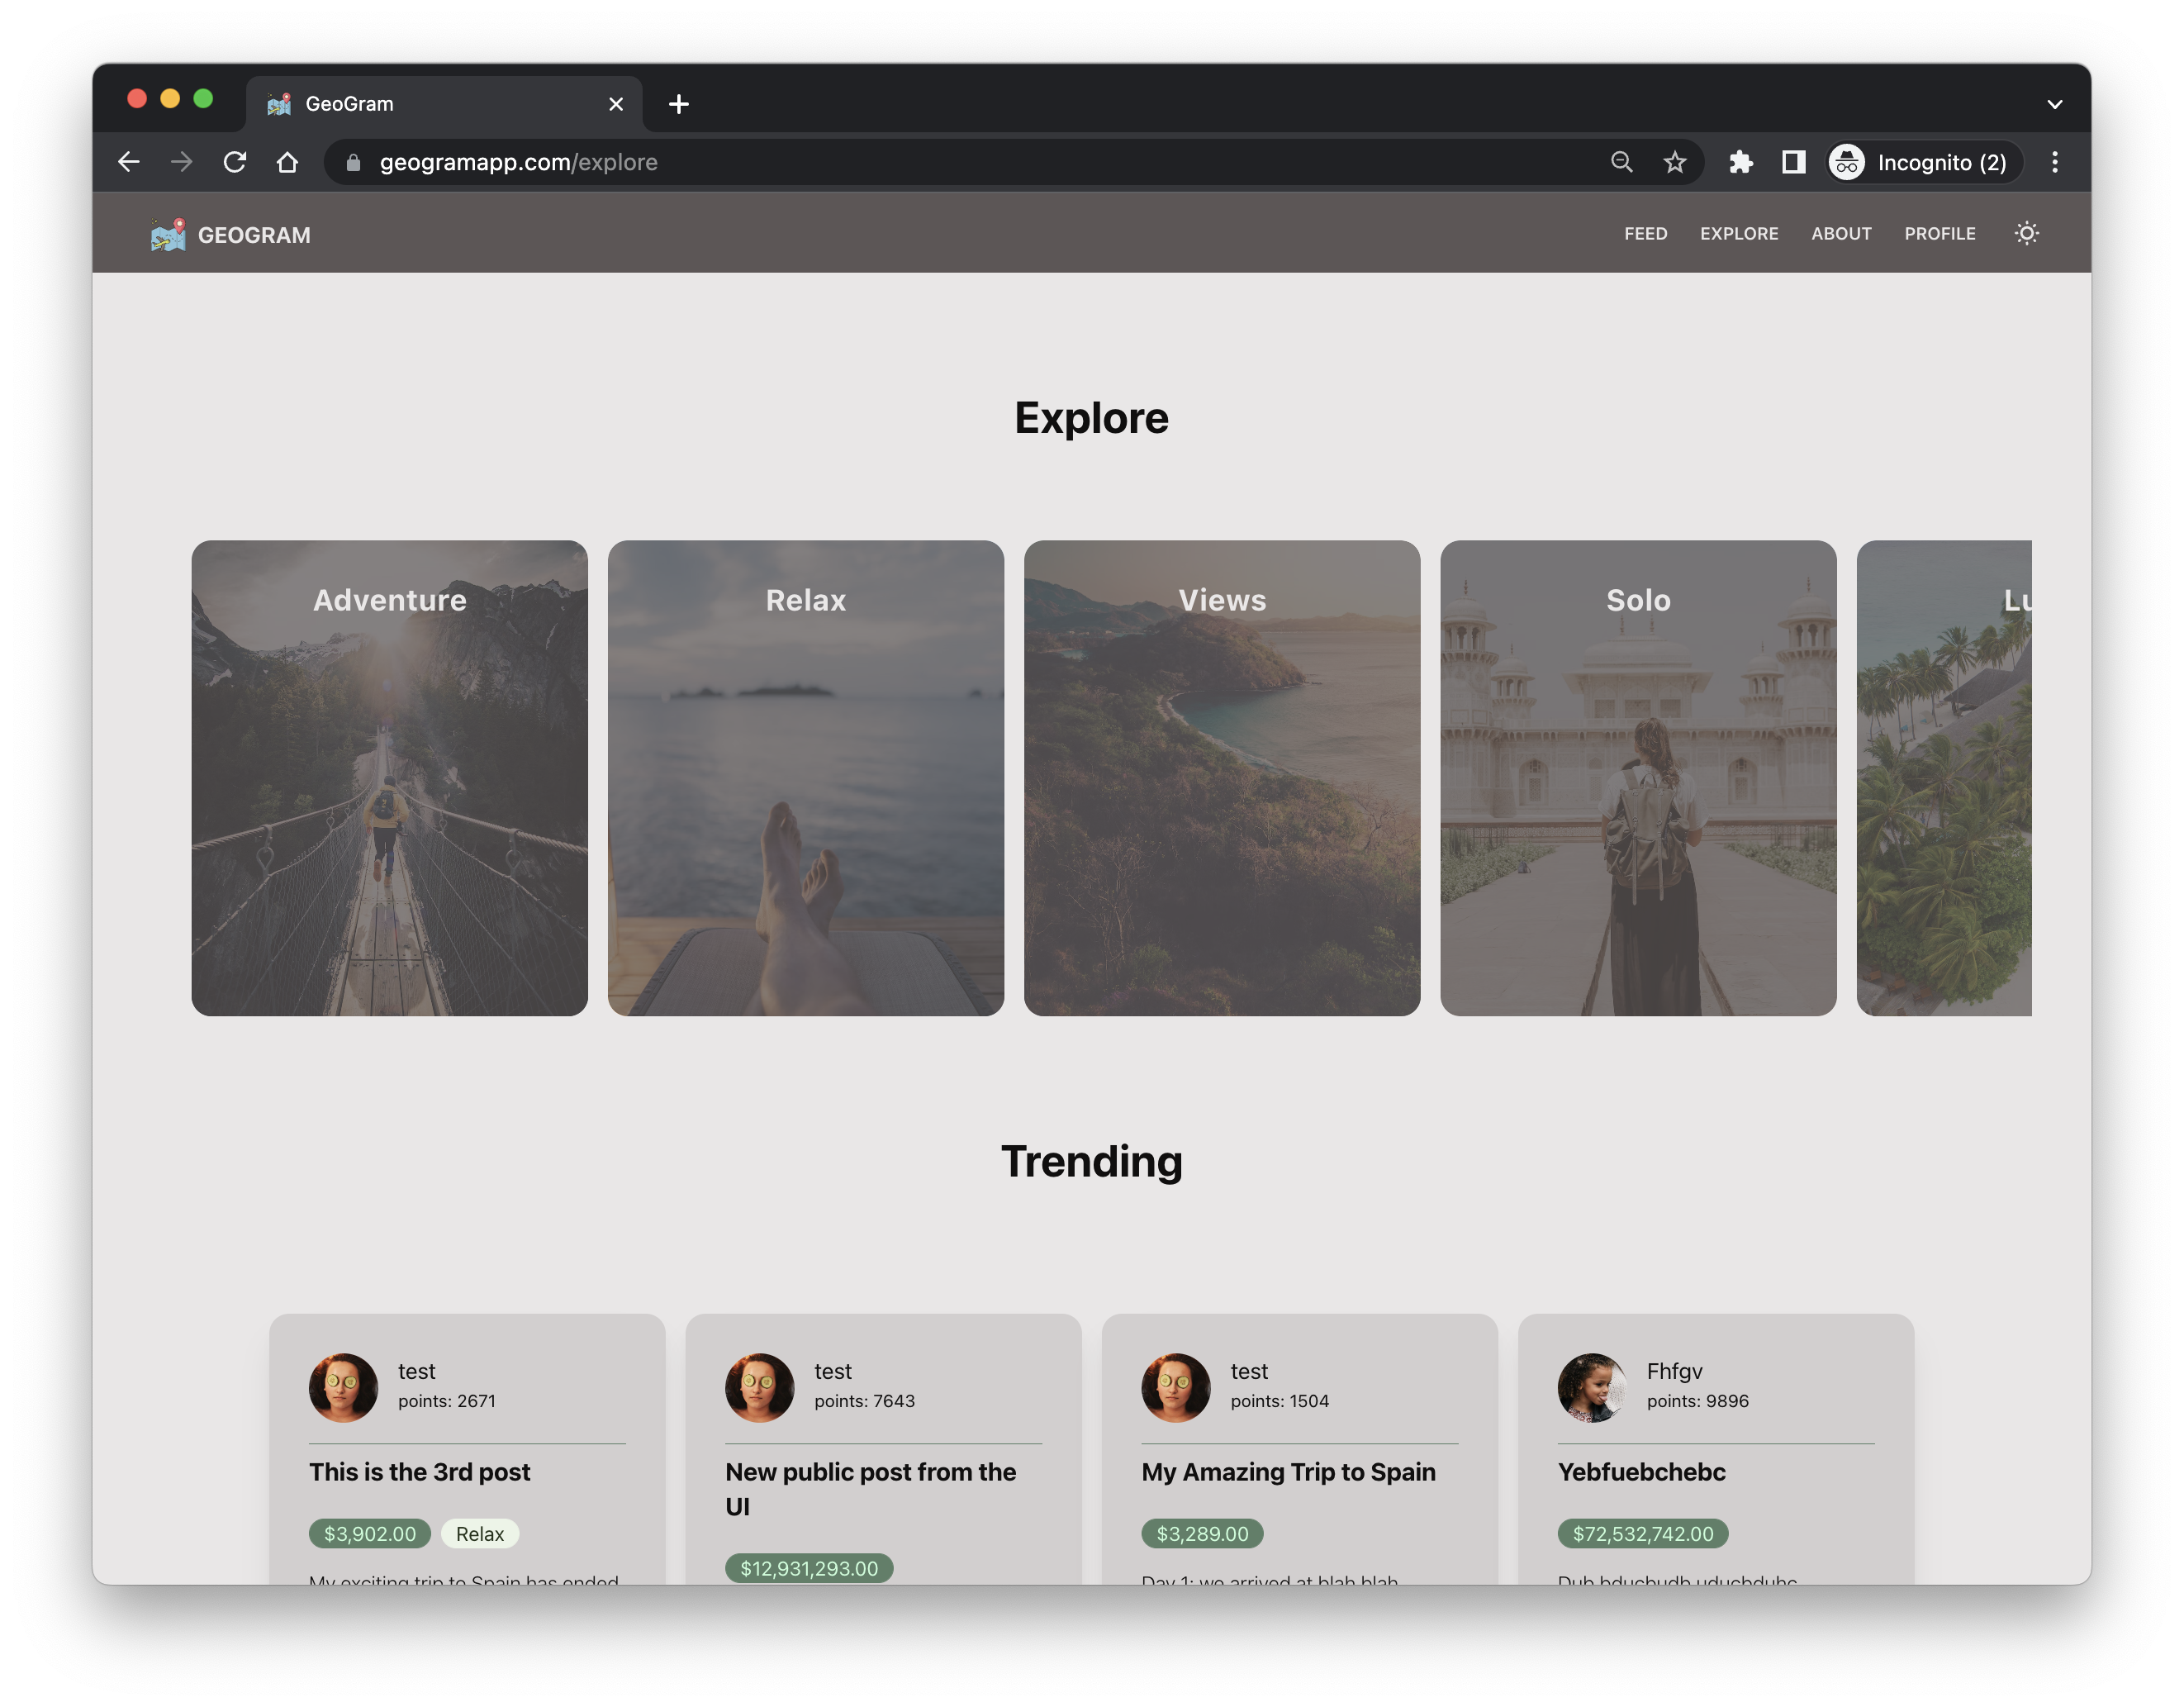 GeoGram
geogramapp.com/explore
Incognito (2)
GEOGRAM
FEED EXPLORE ABOUT PROFILE
Explore
Adventure
Relax
Views
Solo
Lu
Trending
test
points: 2671
This is the 3rd post
$3,902.00 Relax
My exciting trip to Spain has ended
test
points: 7643
New public post from the
UI
$12,931,293.00
test
points: 1504
My Amazing Trip to Spain
$3,289.00
Day 1: we arrived at blah blah
Fhfgv
points: 9896
Yebfuebchebc
$72,532,742.00